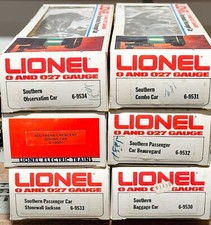 LIONEL
O AND O27 GAUGE
Southern
Observation Car 6-9534
LIONEL
O AND O27 GAUGE
Southern
Combo Car 6-9531
LIONEL ELECTRIC TRAINS
LIONEL
O AND O27 GAUGE
Southern Passenger
Car Beauregard 6-9532
LIONEL
O AND O27 GAUGE
Southern Passenger Car
Stonewall Jackson 6-9533
LIONEL
O AND O27 GAUGE
Southern
Baggage Car 6-9530